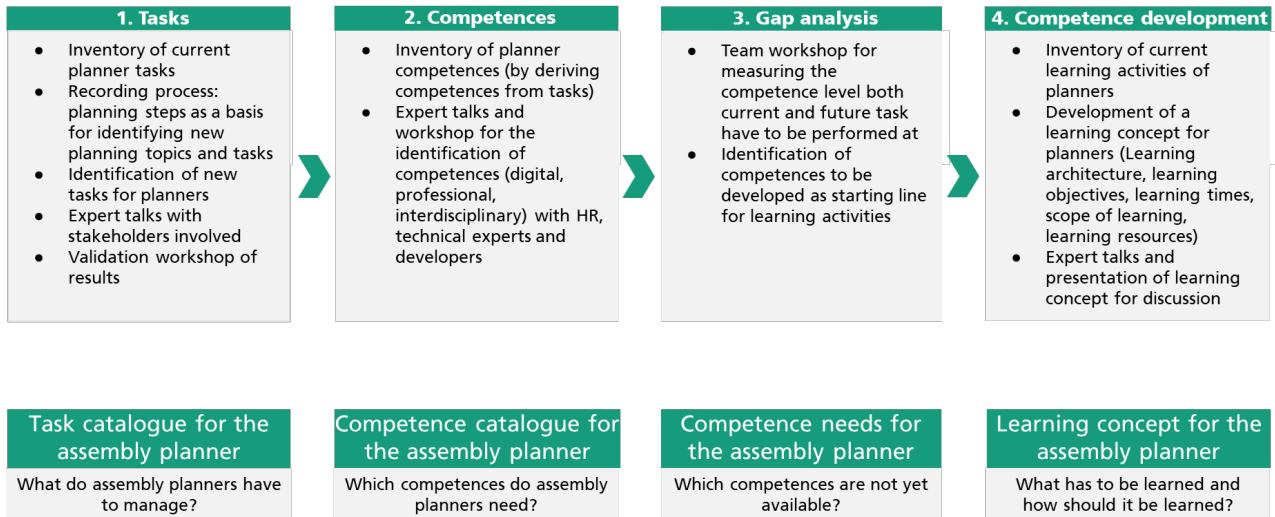 1. Tasks
● Inventory of current
planner tasks
● Recording process:
planning steps as a basis
for identifying new
planning topics and tasks
● Identification of new
tasks for planners
● Expert talks with
stakeholders involved
● Validation workshop of
results
2. Competences
● Inventory of planner
competences (by deriving
competences from tasks)
● Expert talks and
workshop for the
identification of
competences (digital,
professional,
interdisciplinary) with HR,
technical experts and
developers
3. Gap analysis
● Team workshop for
measuring the
competence level both
current and future task
have to be performed at
● Identification of
competences to be
developed as starting line
for learning activities
4. Competence development
● Inventory of current
learning activities of
planners
● Development of a
learning concept for
planners (Learning
architecture, learning
objectives, learning times,
scope of learning,
learning resources)
● Expert talks and
presentation of learning
concept for discussion
Task catalogue for the
assembly planner
What do assembly planners have
to manage?
Competence catalogue for
the assembly planner
Which competences do assembly
planners need?
Competence needs for
the assembly planner
Which competences are not yet
available?
Learning concept for the
assembly planner
What has to be learned and
how should it be learned?